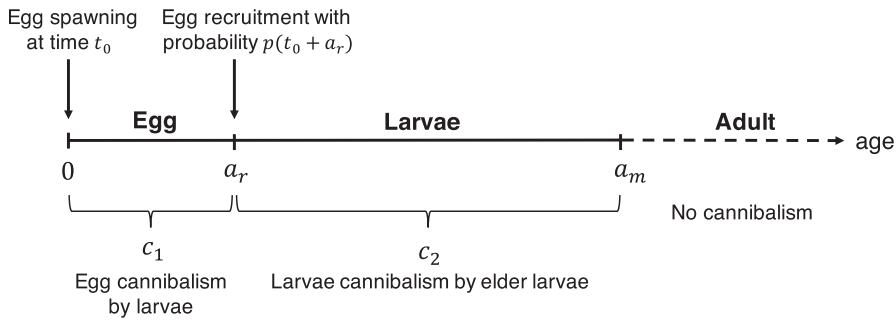 Egg spawning
at time t₀
Egg recruitment with
probability p(t₀ + aᵣ)
Egg
Larvae
Adult
age
0
aᵣ
aₘ
c₁
c₂
No cannibalism
Egg cannibalism
by larvae
Larvae cannibalism by elder larvae